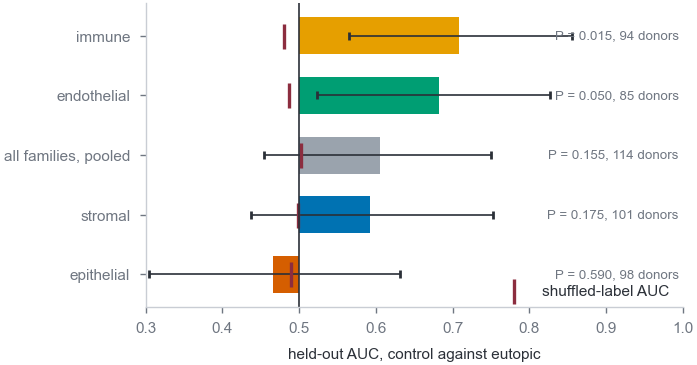 immune
P = 0.015, 94 donors
endothelial
P = 0.050, 85 donors
all families, pooled
P = 0.155, 114 donors
stromal
P = 0.175, 101 donors
epithelial
P = 0.590, 98 donors
shuffled-label AUC
0.3 0.4 0.5 0.6 0.7 0.8 0.9 1.0
held-out AUC, control against eutopic